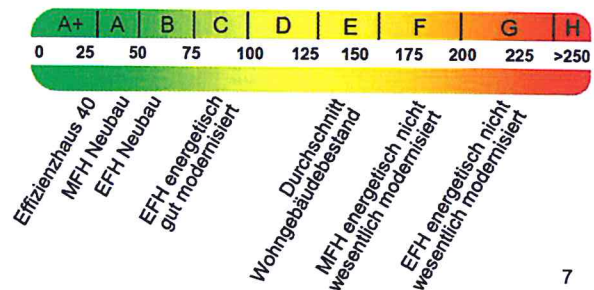 A+ A B C D E F G H
0 25 50 75 100 125 150 175 200 225 >250
Effizienzhaus 40
MFH Neubau
EFH Neubau
EFH energetisch
gut modernisiert
Durchschnitt
Wohngebäudebestand
MFH energetisch nicht
wesentlich modernisiert
EFH energetisch nicht
wesentlich modernisiert
7